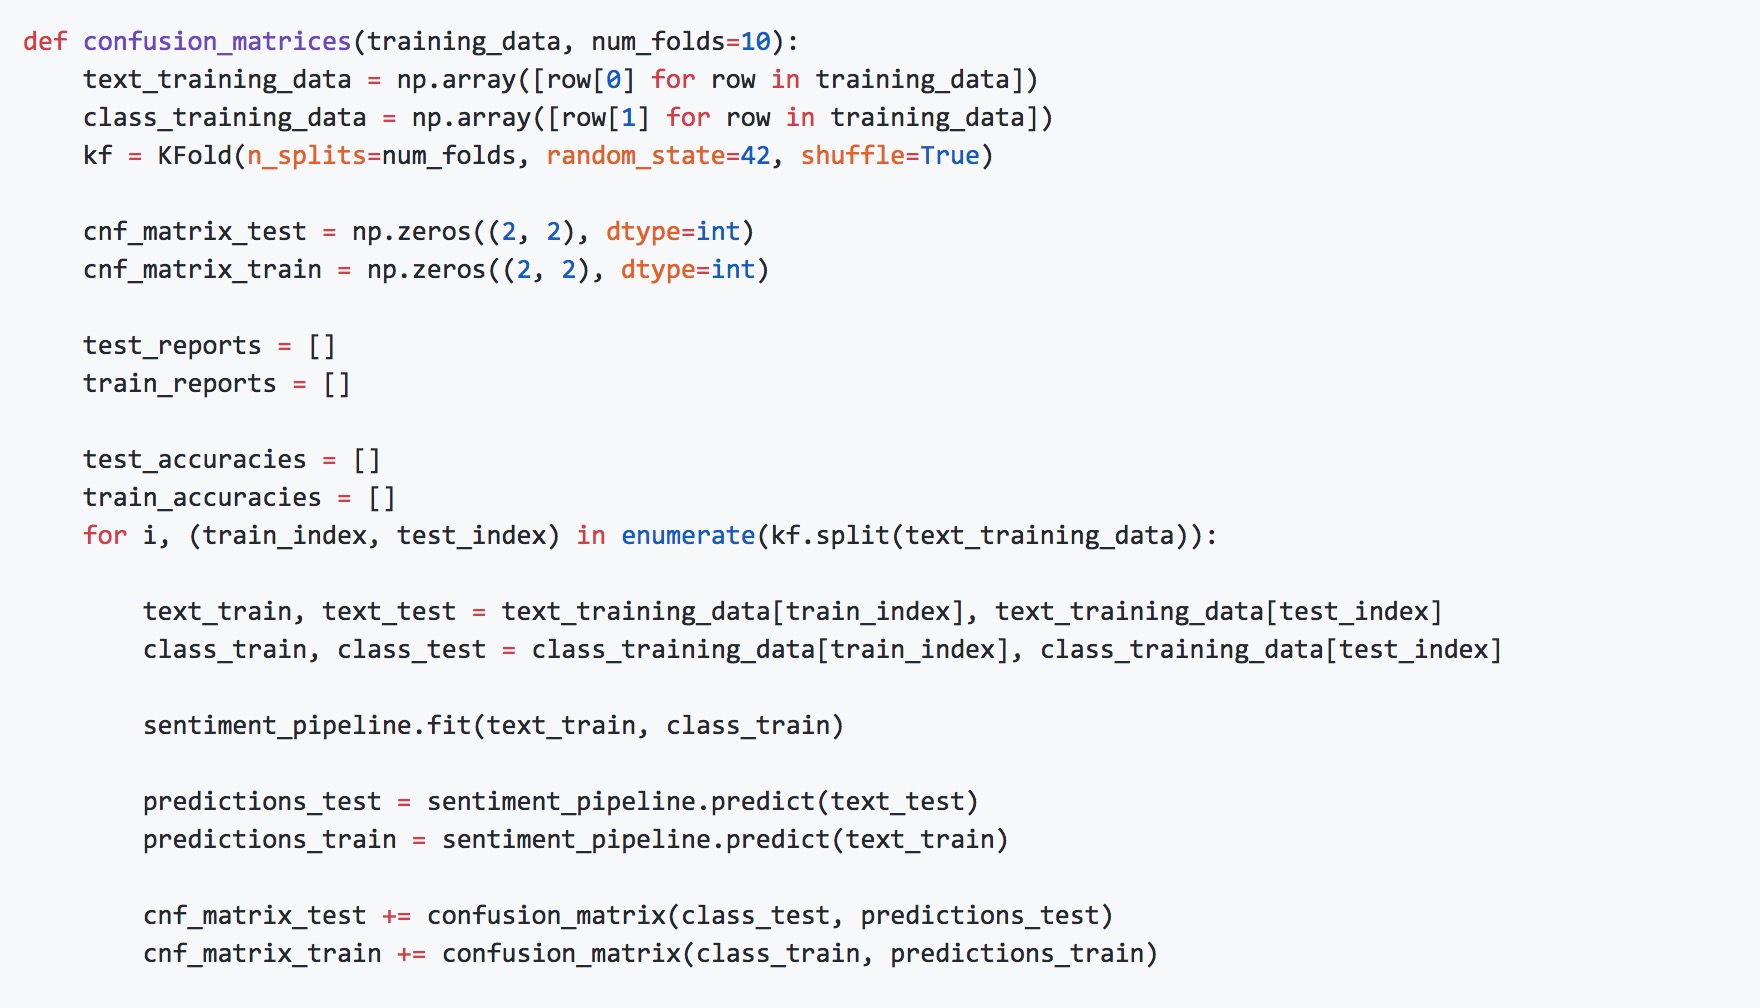 def confusion_matrices(training_data, num_folds=10):
    text_training_data = np.array([row[0] for row in training_data])
    class_training_data = np.array([row[1] for row in training_data])
    kf = KFold(n_splits=num_folds, random_state=42, shuffle=True)

    cnf_matrix_test = np.zeros((2, 2), dtype=int)
    cnf_matrix_train = np.zeros((2, 2), dtype=int)

    test_reports = []
    train_reports = []

    test_accuracies = []
    train_accuracies = []
    for i, (train_index, test_index) in enumerate(kf.split(text_training_data)):

        text_train, text_test = text_training_data[train_index], text_training_data[test_index]
        class_train, class_test = class_training_data[train_index], class_training_data[test_index]

        sentiment_pipeline.fit(text_train, class_train)

        predictions_test = sentiment_pipeline.predict(text_test)
        predictions_train = sentiment_pipeline.predict(text_train)

        cnf_matrix_test += confusion_matrix(class_test, predictions_test)
        cnf_matrix_train += confusion_matrix(class_train, predictions_train)